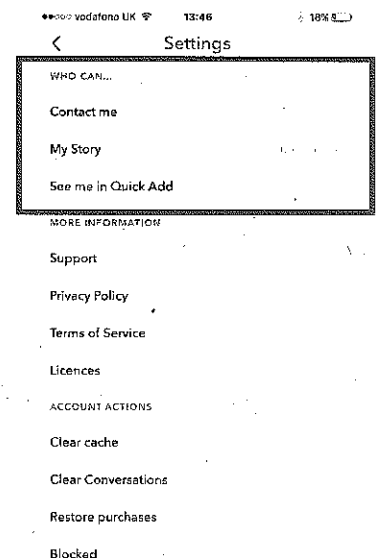 vodafone UK 13:46 18%
Settings
WHO CAN...
Contact me
My Story
See me in Quick Add
MORE INFORMATION
Support
Privacy Policy
Terms of Service
Licences
ACCOUNT ACTIONS
Clear cache
Clear Conversations
Restore purchases
Blocked